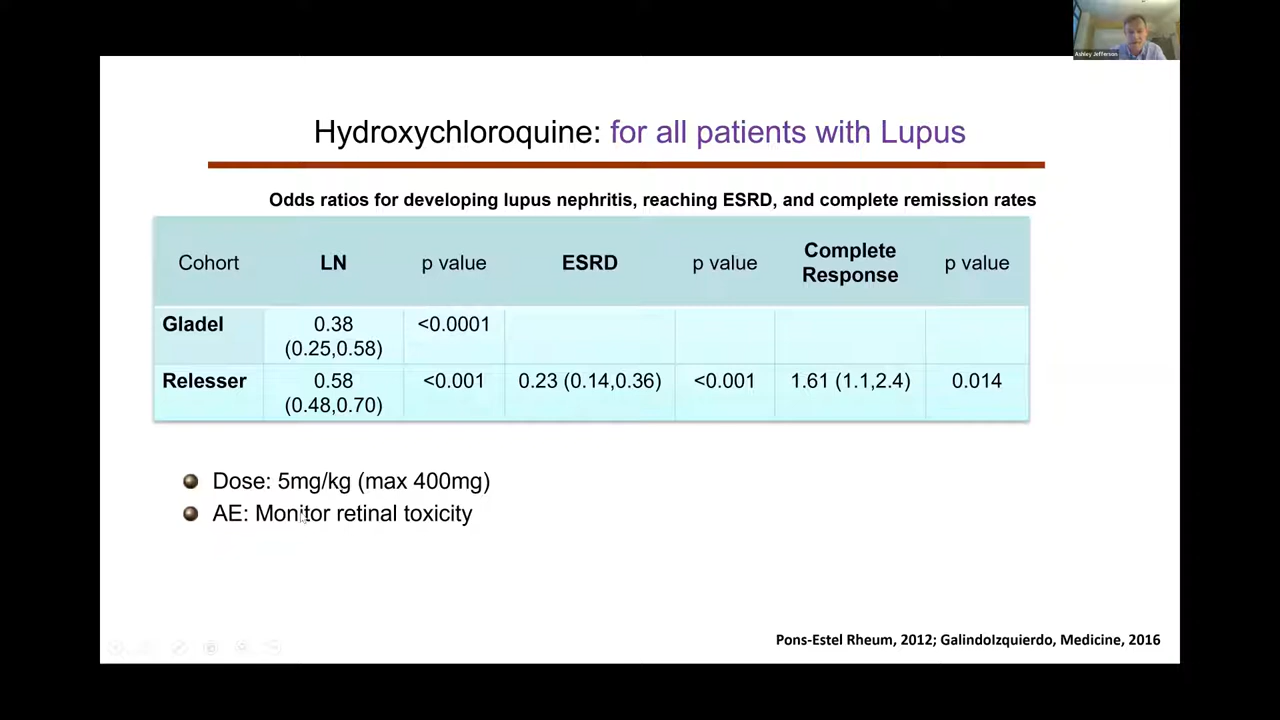 Ashley Jefferson
Hydroxychloroquine: for all patients with Lupus
Odds ratios for developing lupus nephritis, reaching ESRD, and complete remission rates
Cohort LN p value ESRD p value Complete Response p value
Gladel 0.38 (0.25,0.58) <0.0001
Relesser 0.58 (0.48,0.70) <0.001 0.23 (0.14,0.36) <0.001 1.61 (1.1,2.4) 0.014
Dose: 5mg/kg (max 400mg)
AE: Monitor retinal toxicity
Pons-Estel Rheum, 2012; GalindoIzquierdo, Medicine, 2016